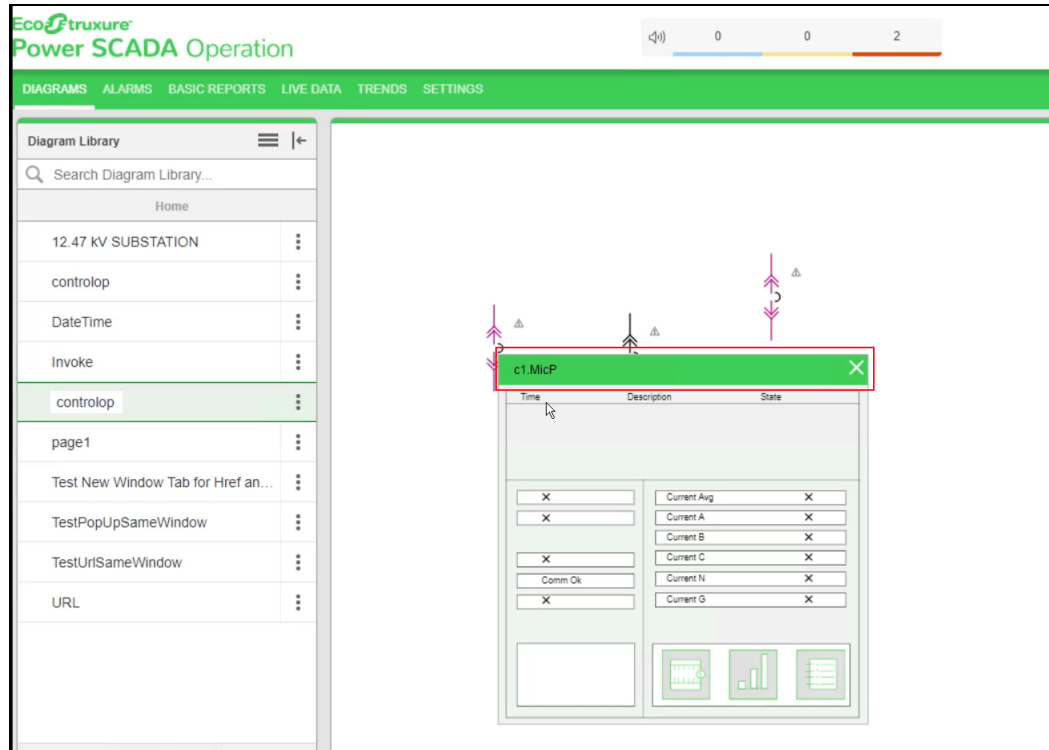 EcoStruxure
Power SCADA Operation
0 0 2
DIAGRAMS ALARMS BASIC REPORTS LIVE DATA TRENDS SETTINGS
Diagram Library
Search Diagram Library...
Home
12.47 kV SUBSTATION
controlop
DateTime
Invoke
controlop
page1
Test New Window Tab for Href an...
TestPopUpSameWindow
TestUrlSameWindow
URL
c1.MicP
Time Description State
Current Avg
Current A
Current B
Current C
Comm Ok
Current N
Current G